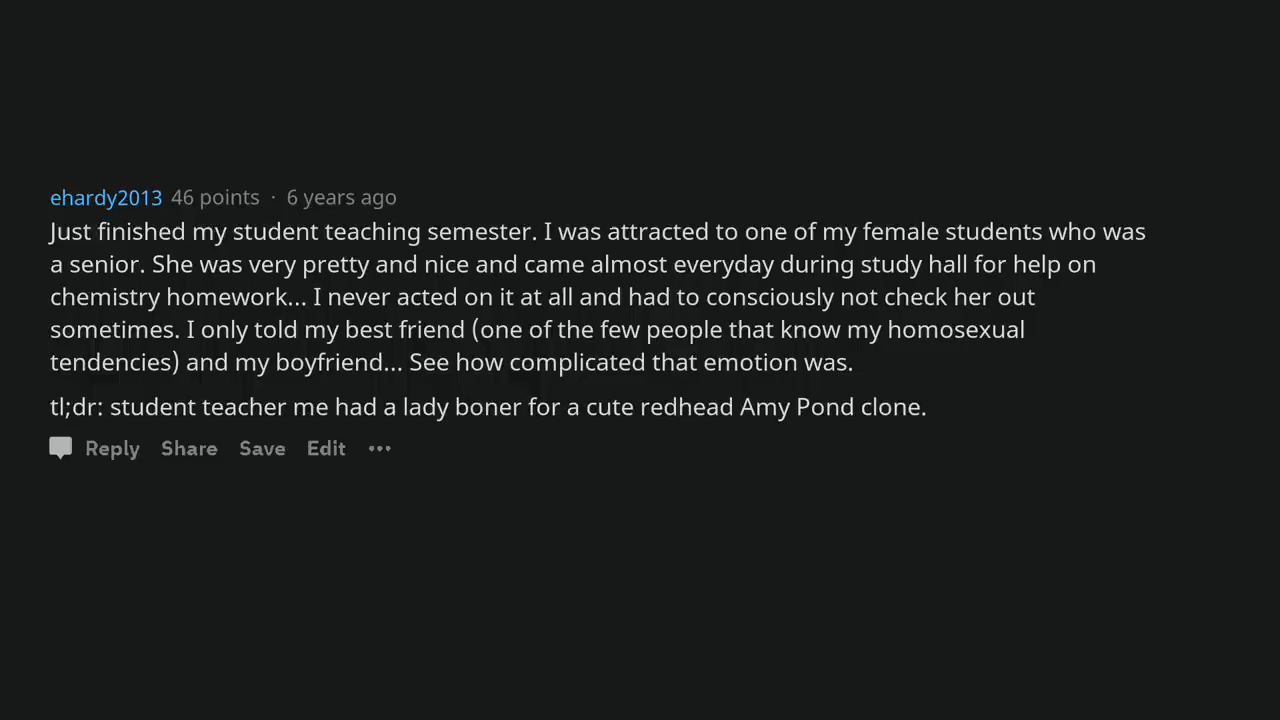 ehardy2013 46 points · 6 years ago
Just finished my student teaching semester. I was attracted to one of my female students who was
a senior. She was very pretty and nice and came almost everyday during study hall for help on
chemistry homework... I never acted on it at all and had to consciously not check her out
sometimes. I only told my best friend (one of the few people that know my homosexual
tendencies) and my boyfriend... See how complicated that emotion was.
tl;dr: student teacher me had a lady boner for a cute redhead Amy Pond clone.
Reply Share Save Edit •••